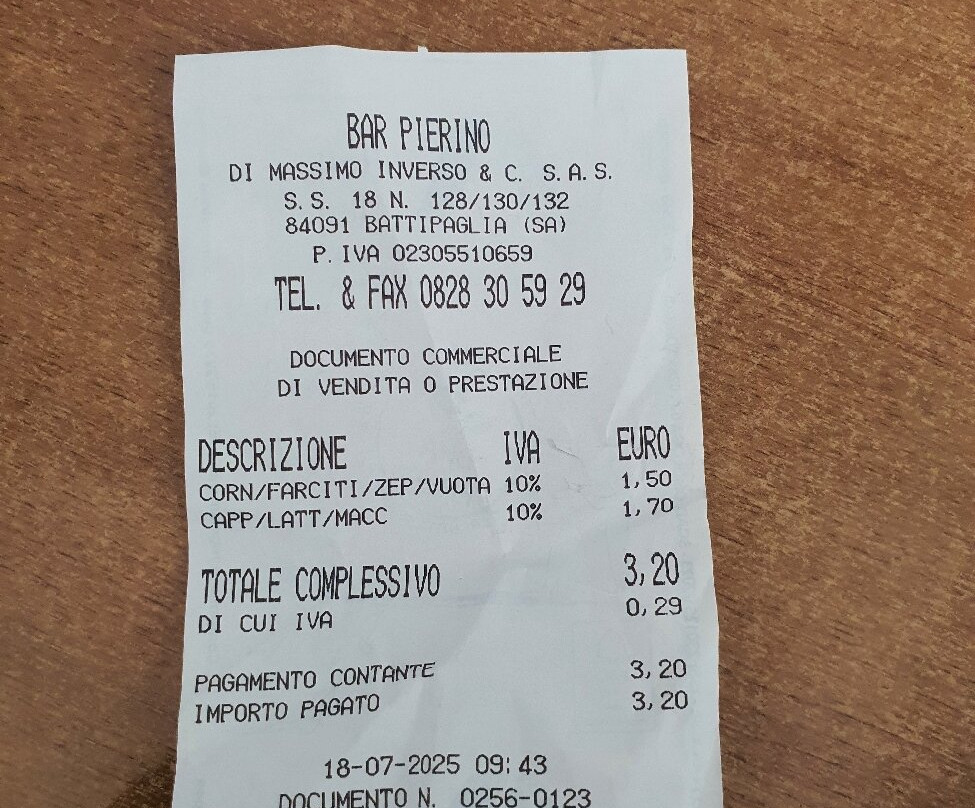 BAR PIERINO
DI MASSIMO INVERSO & C. S.A.S.
S.S. 18 N. 128/130/132
84091 BATTIPAGLIA (SA)
P.IVA 02305510659
TEL. & FAX 0828 30 59 29
DOCUMENTO COMMERCIALE
DI VENDITA O PRESTAZIONE
DESCRIZIONE IVA EURO
CORN/FARCITI/ZEP/VUOTA 10% 1,50
CAPP/LATT/MACC 10% 1,70
TOTALE COMPLESSIVO 3,20
DI CUI IVA 0,29
PAGAMENTO CONTANTE 3,20
IMPORTO PAGATO 3,20
18-07-2025 09:43
DOCUMENTO N. 0256-0123